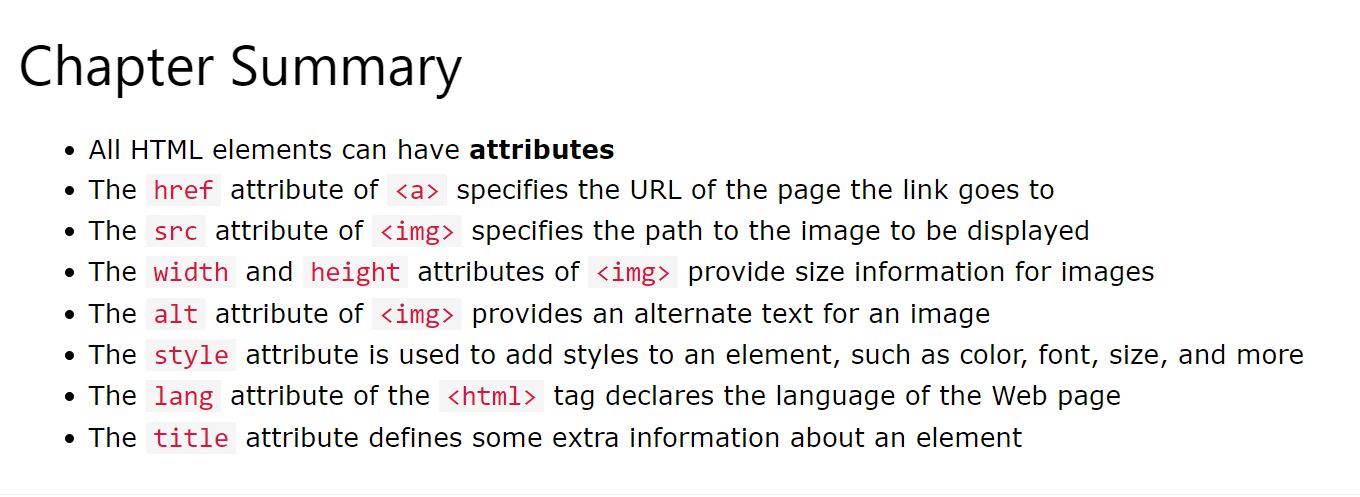 Chapter Summary
• All HTML elements can have attributes
• The href attribute of <a> specifies the URL of the page the link goes to
• The src attribute of <img> specifies the path to the image to be displayed
• The width and height attributes of <img> provide size information for images
• The alt attribute of <img> provides an alternate text for an image
• The style attribute is used to add styles to an element, such as color, font, size, and more
• The lang attribute of the <html> tag declares the language of the Web page
• The title attribute defines some extra information about an element